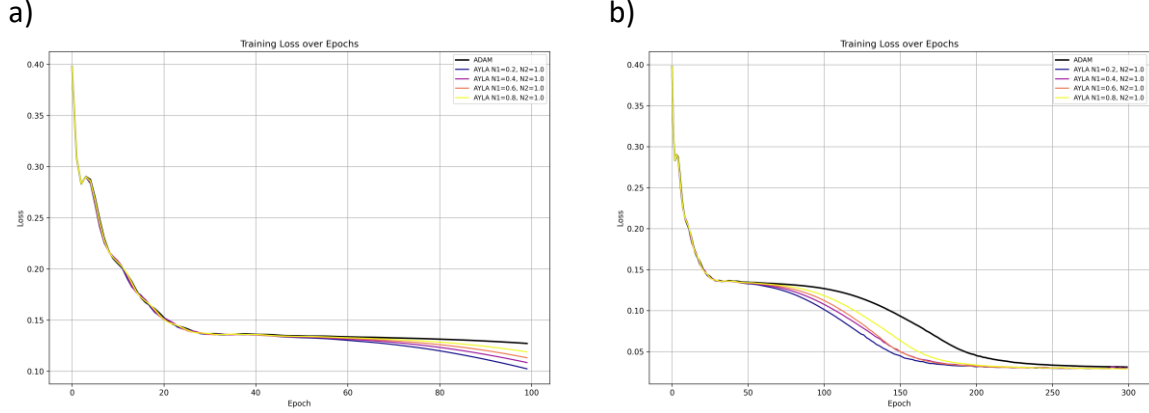 a)
Training Loss over Epochs
ADAM
AYLA N1=0.2, N2=1.0
AYLA N1=0.4, N2=1.0
AYLA N1=0.6, N2=1.0
AYLA N1=0.8, N2=1.0
0.40
0.35
0.30
0.25
0.20
0.15
0.10
Loss
0 20 40 60 80 100
Epoch
b)
Training Loss over Epochs
ADAM
AYLA N1=0.2, N2=1.0
AYLA N1=0.4, N2=1.0
AYLA N1=0.6, N2=1.0
AYLA N1=0.8, N2=1.0
0.40
0.35
0.30
0.25
0.20
0.15
0.10
0.05
Loss
0 50 100 150 200 250 300
Epoch